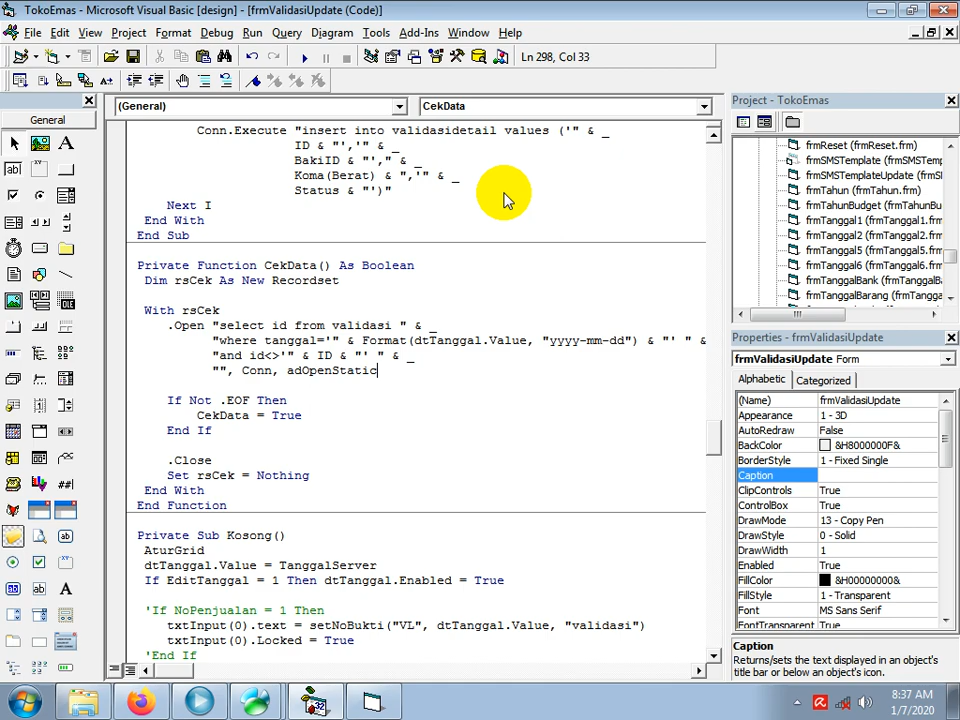 TokoEmas - Microsoft Visual Basic [design] - [frmValidasiUpdate (Code)]
File Edit View Project Format Debug Run Query Diagram Tools Add-Ins Window Help
Ln 298, Col 33
General
(General) CekData
Conn.Execute "insert into validasidetail values ('" & _
ID & "','" & _
BakiID & "'," & _
Koma(Berat) & ",'" & _
Status & "')"
Next I
End With
End Sub
Private Function CekData() As Boolean
Dim rsCek As New Recordset
With rsCek
.Open "select id from validasi " & _
"where tanggal='" & Format(dtTanggal.Value, "yyyy-mm-dd") & "' " &
"and id<>'" & ID & "' " & _
"", Conn, adOpenStatic
If Not .EOF Then
CekData = True
End If
.Close
Set rsCek = Nothing
End With
End Function
Private Sub Kosong()
AturGrid
dtTanggal.Value = TanggalServer
If EditTanggal = 1 Then dtTanggal.Enabled = True
'If NoPenjualan = 1 Then
txtInput(0).text = setNoBukti("VL", dtTanggal.Value, "validasi")
txtInput(0).Locked = True
'End If
Project - TokoEmas
frmReset (frmReset.frm)
frmSMSTemplate (frmSMSTemp
frmSMSTemplateUpdate (frmS
frmTahun (frmTahun.frm)
frmTahunBudget (frmTahunBu
frmTanggal1 (frmTanggal1.fr
frmTanggal2 (frmTanggal2.fr
frmTanggal5 (frmTanggal5.fr
frmTanggal6 (frmTanggal6.fr
frmTanggalBank (frmTanggalB
frmTanggalBarang (frmTangga
Properties - frmValidasiUpdate
frmValidasiUpdate Form
Alphabetic Categorized
(Name) frmValidasiUpdate
Appearance 1 - 3D
AutoRedraw False
BackColor &H8000000F&
BorderStyle 1 - Fixed Single
Caption
ClipControls True
ControlBox True
DrawMode 13 - Copy Pen
DrawStyle 0 - Solid
DrawWidth 1
Enabled True
FillColor &H00000000&
FillStyle 1 - Transparent
Font MS Sans Serif
FontTransparent True
Caption
Returns/sets the text displayed in an object's title bar or below an object's icon.
8:37 AM
1/7/2020